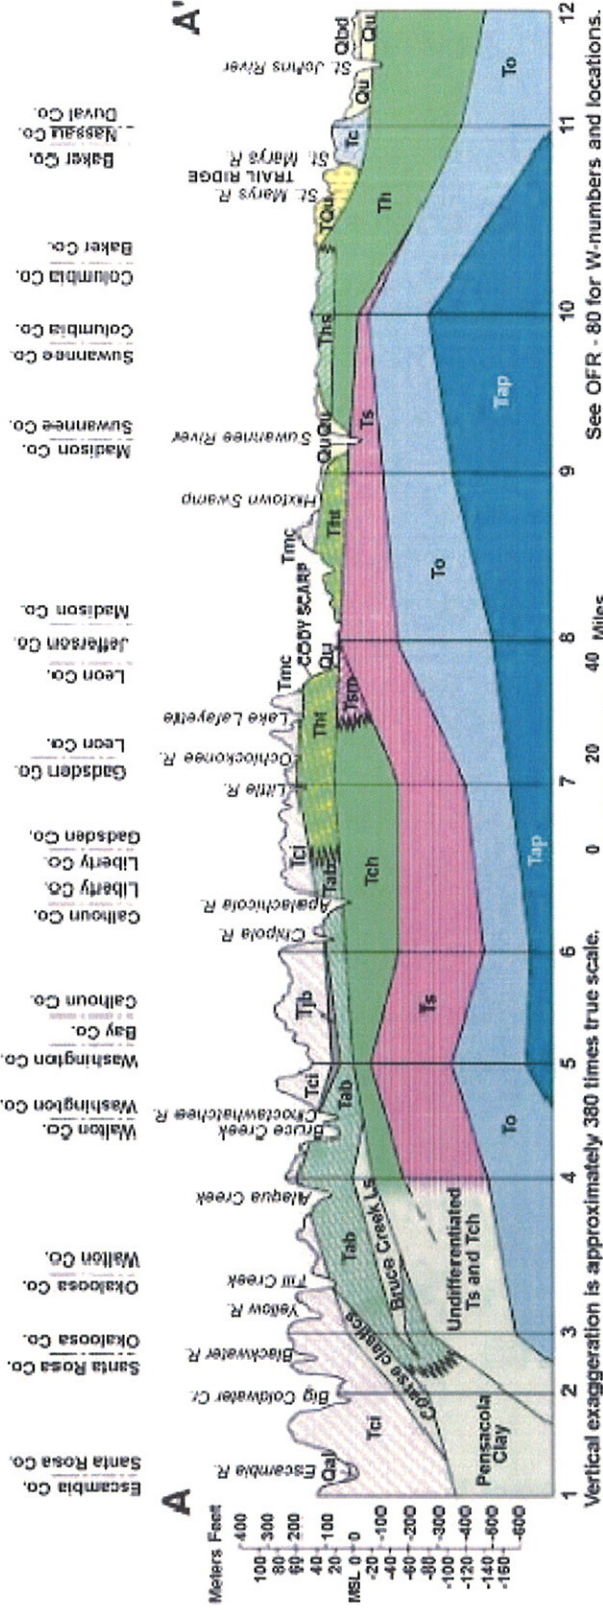 A
A'
Escambia Co.
Santa Rosa Co.
Santa Rosa Co.
Okaloosa Co.
Okaloosa Co.
Walton Co.
Walton Co.
Washington Co.
Washington Co.
Bay Co.
Calhoun Co.
Calhoun Co.
Liberty Co.
Liberty Co.
Gadsden Co.
Gadsden Co.
Leon Co.
Leon Co.
Jefferson Co.
Madison Co.
Madison Co.
Suwannee Co.
Suwannee Co.
Columbia Co.
Columbia Co.
Baker Co.
Baker Co.
Nassau Co.
Duval Co.
Escambia R.
Big Coldwater Cr.
Blackwater R.
Yellow R.
Till Creek
Alaqua Creek
Bruce Creek
Choctawhatchee R.
Chipola R.
Apalachicola R.
Little R.
Ochlockonee R.
Lake Lafayette
CODY SCARP
Hixtown Swamp
Suwannee River
St. Marys R.
TRAIL RIDGE
St. Marys R.
St. Johns River
Meters Feet
400
100 300
80
60 200
40 100
20
MSL 0 0
-20 -100
-40
-60 -200
-80 -300
-100
-120 -400
-140 -500
-160
-600
Qal
Tci
Coarse clastics
Pensacola
Clay
Tab
Bruce Creek Ls
Undifferentiated
Ts and Tch
Tci
Tab
Tjb
To
Ts
Tch
Tab
Tci
Tht
Tsm
Tmc
Qu
Tap
To
Tmc
Tht
Qu
Qu
Ts
Ths
Tap
TQu
Th
Tc
Qu
Qbd
Qu
To
1 2 3 4 5 6 7 8 9 10 11 12
0 20 40 Miles
Vertical exaggeration is approximately 380 times true scale.
See OFR - 80 for W-numbers and locations.